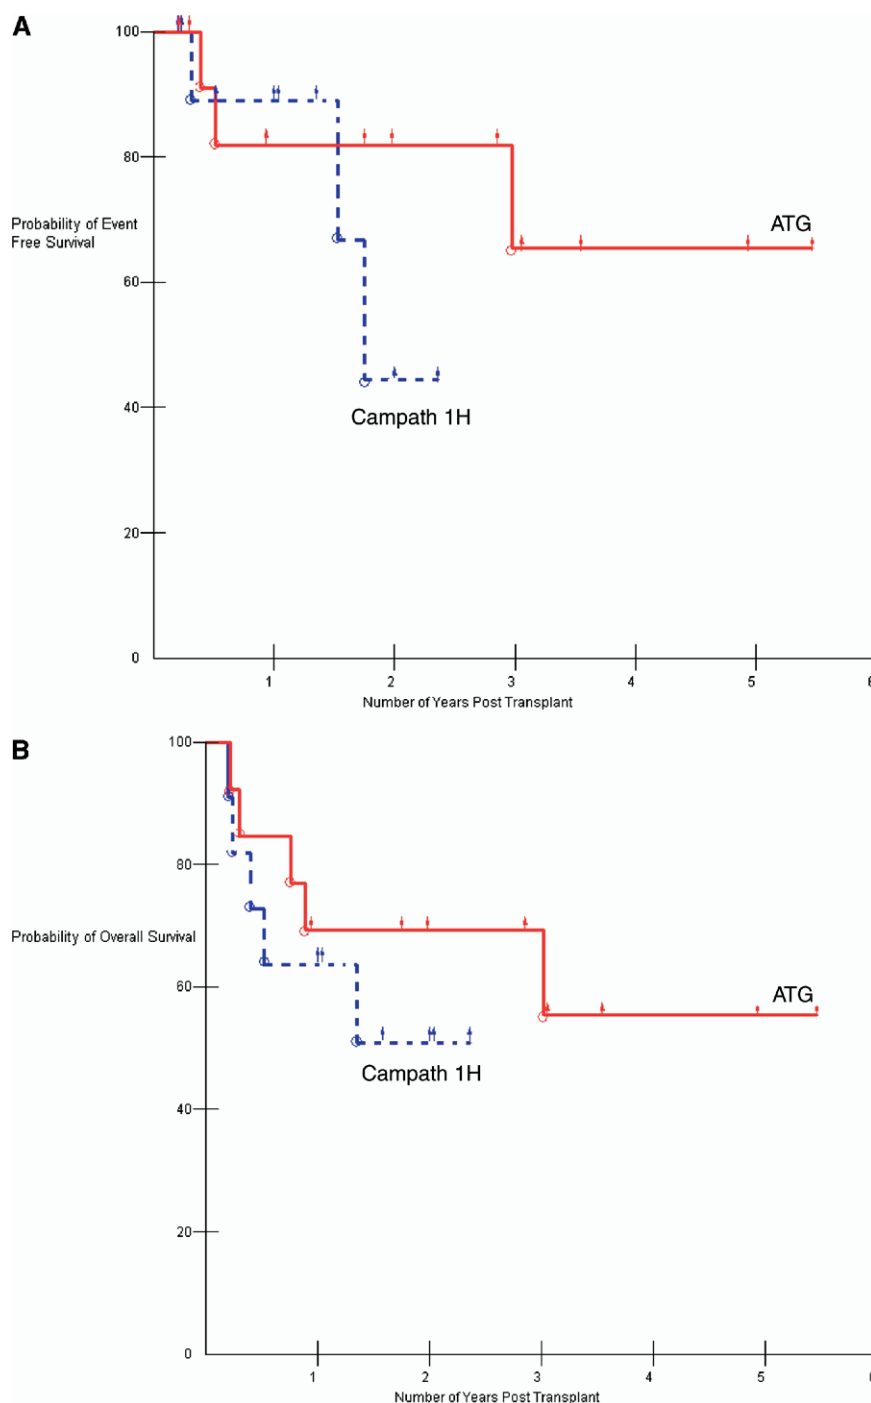 A
100
80
Probability of Event
Free Survival
ATG
60
Campath 1H
40
20
0
1 2 3 4 5 6
Number of Years Post Transplant
B
100
80
Probability of Overall Survival
60
ATG
Campath 1H
40
20
0
1 2 3 4 5 6
Number of Years Post Transplant